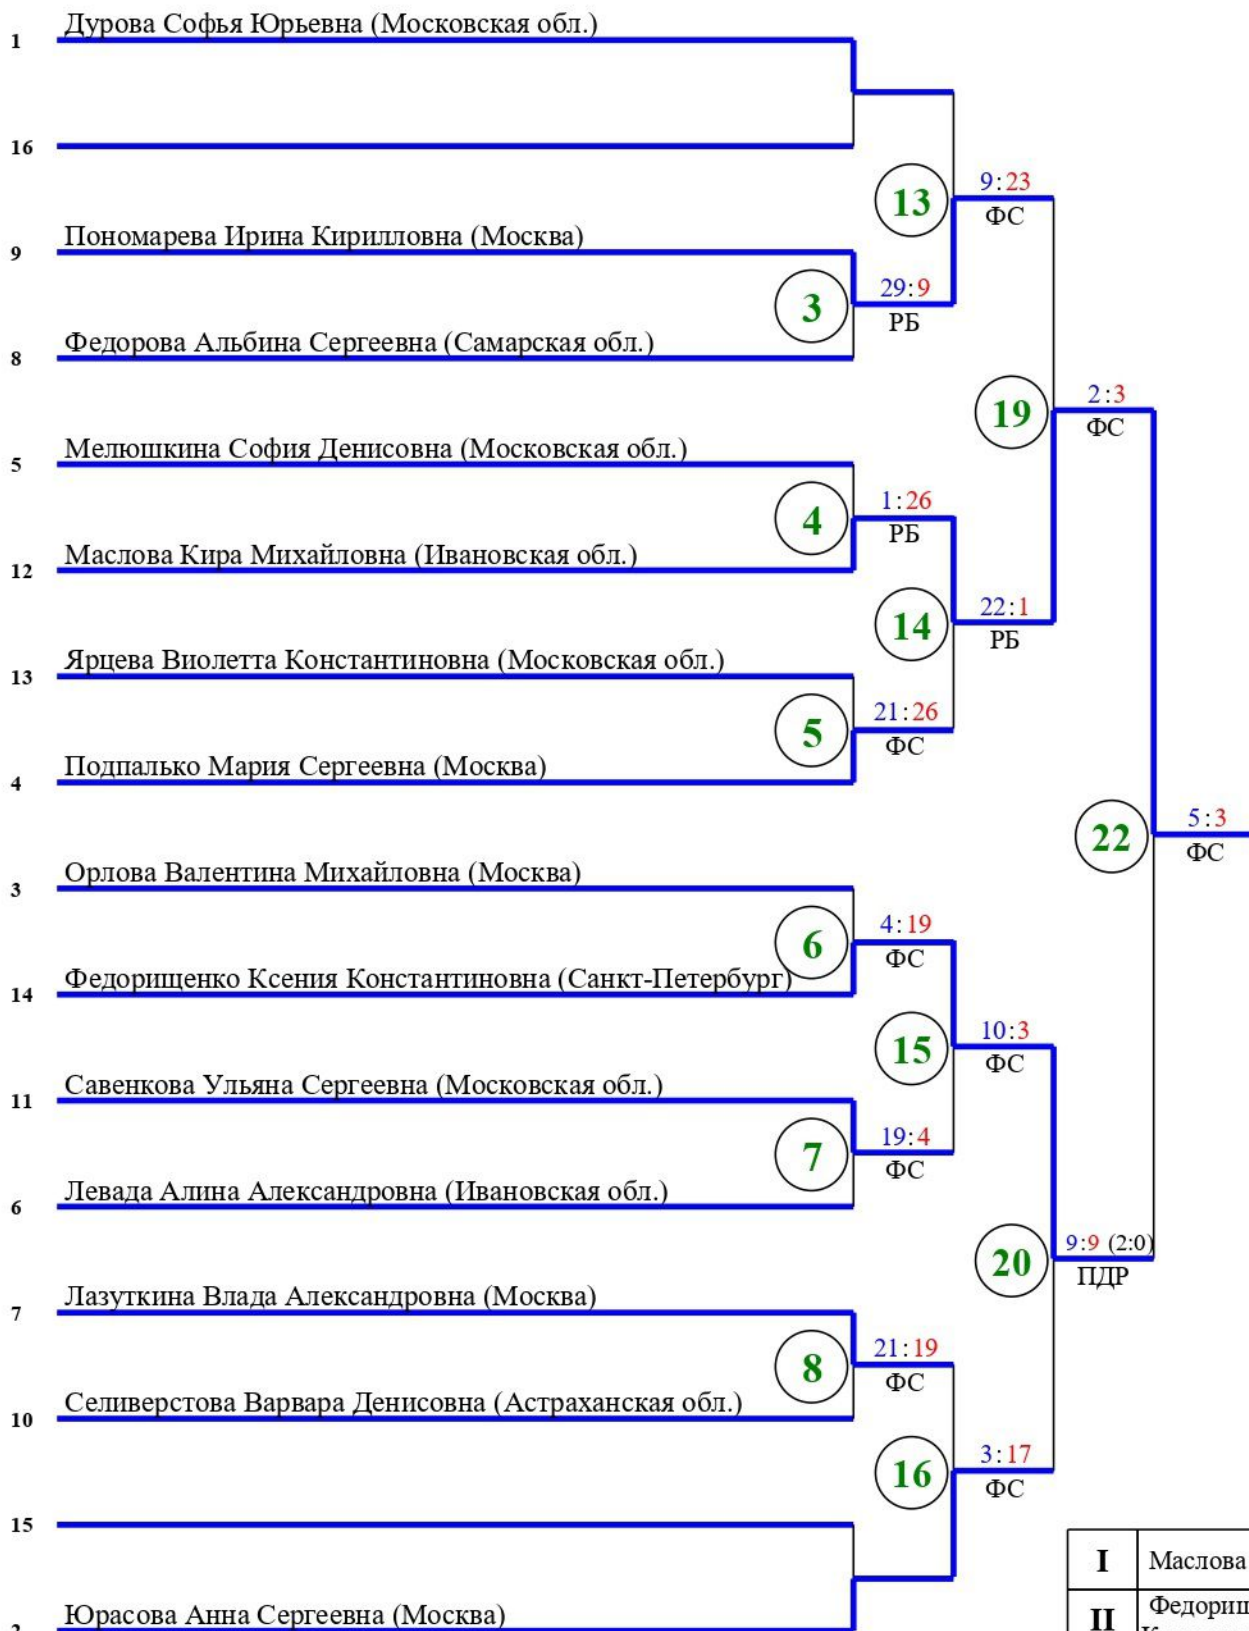 Дурова Софья Юрьевна (Московская обл.)
1
16
13
9:23
ФС
Пономарева Ирина Кирилловна (Москва)
9
3
29:9
РБ
Федорова Альбина Сергеевна (Самарская обл.)
8
19
2:3
ФС
Мелюшкина София Денисовна (Московская обл.)
5
4
1:26
РБ
Маслова Кира Михайловна (Ивановская обл.)
12
14
22:1
РБ
Ярцева Виолетта Константиновна (Московская обл.)
13
5
21:26
ФС
Подпалько Мария Сергеевна (Москва)
4
22
5:3
ФС
Орлова Валентина Михайловна (Москва)
3
6
4:19
ФС
Федорищенко Ксения Константиновна (Санкт-Петербург)
14
15
10:3
ФС
Савенкова Ульяна Сергеевна (Московская обл.)
11
7
19:4
ФС
Левада Алина Александровна (Ивановская обл.)
6
20
9:9 (2:0)
ПДР
Лазуткина Влада Александровна (Москва)
7
8
21:19
ФС
Селиверстова Варвара Денисовна (Астраханская обл.)
10
16
3:17
ФС
15
I Маслова
Юрасова Анна Сергеевна (Москва)
II Федорищ